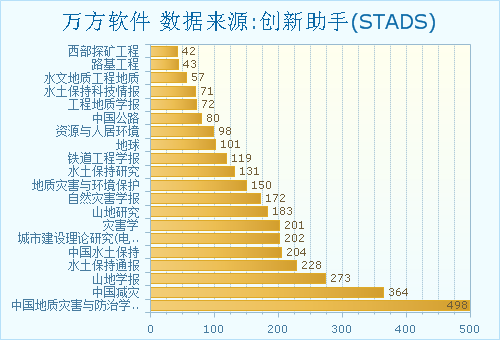 万方软件 数据来源:创新助手(STADS)
西部探矿工程 42
路基工程 43
水文地质工程地质 57
水土保持科技情报 71
工程地质学报 72
中国公路 80
资源与人居环境 98
地球 101
铁道工程学报 119
水土保持研究 131
地质灾害与环境保护 150
自然灾害学报 172
山地研究 183
灾害学 201
城市建设理论研究(电.. 202
中国水土保持 204
水土保持通报 228
山地学报 273
中国减灾 364
中国地质灾害与防治学.. 498
0 100 200 300 400 500